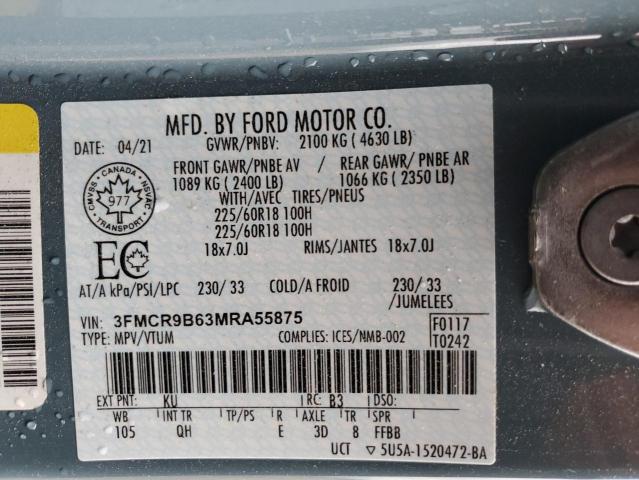 MFD. BY FORD MOTOR CO.
DATE: 04/21
GVWR/PNBV: 2100 KG ( 4630 LB)
FRONT GAWR/PNBE AV / REAR GAWR/ PNBE AR
1089 KG ( 2400 LB) 1066 KG ( 2350 LB)
WITH/AVEC TIRES/PNEUS
225/60R18 100H
225/60R18 100H
18x7.0J RIMS/JANTES 18x7.0J
CMVSS CANADA NSVAC
977
TRANSPORT
EC
AT/A kPa/PSI/LPC 230/ 33 COLD/A FROID 230/ 33
/JUMELEES
VIN: 3FMCR9B63MRA55875
TYPE: MPV/VTUM COMPLIES: ICES/NMB-002
F0117
T0242
EXT PNT: KU RC: B3 DSO:
WB INT TR TP/PS R AXLE TR SPR
105 QH E 3D 8 FFBB
UCT ▽ 5U5A-1520472-BA